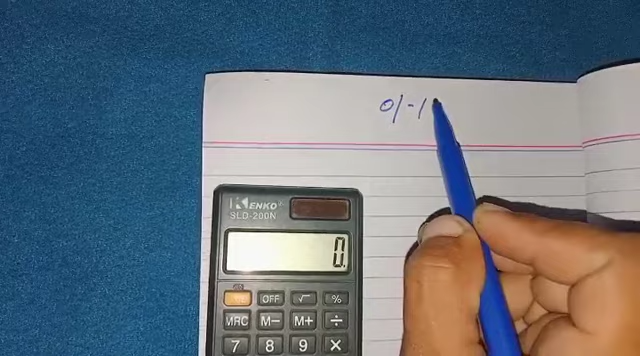 0/-1
KENKO
SLD-200N
0.
OFF √ %
MRC M− M+ ÷
7 8 9 ×